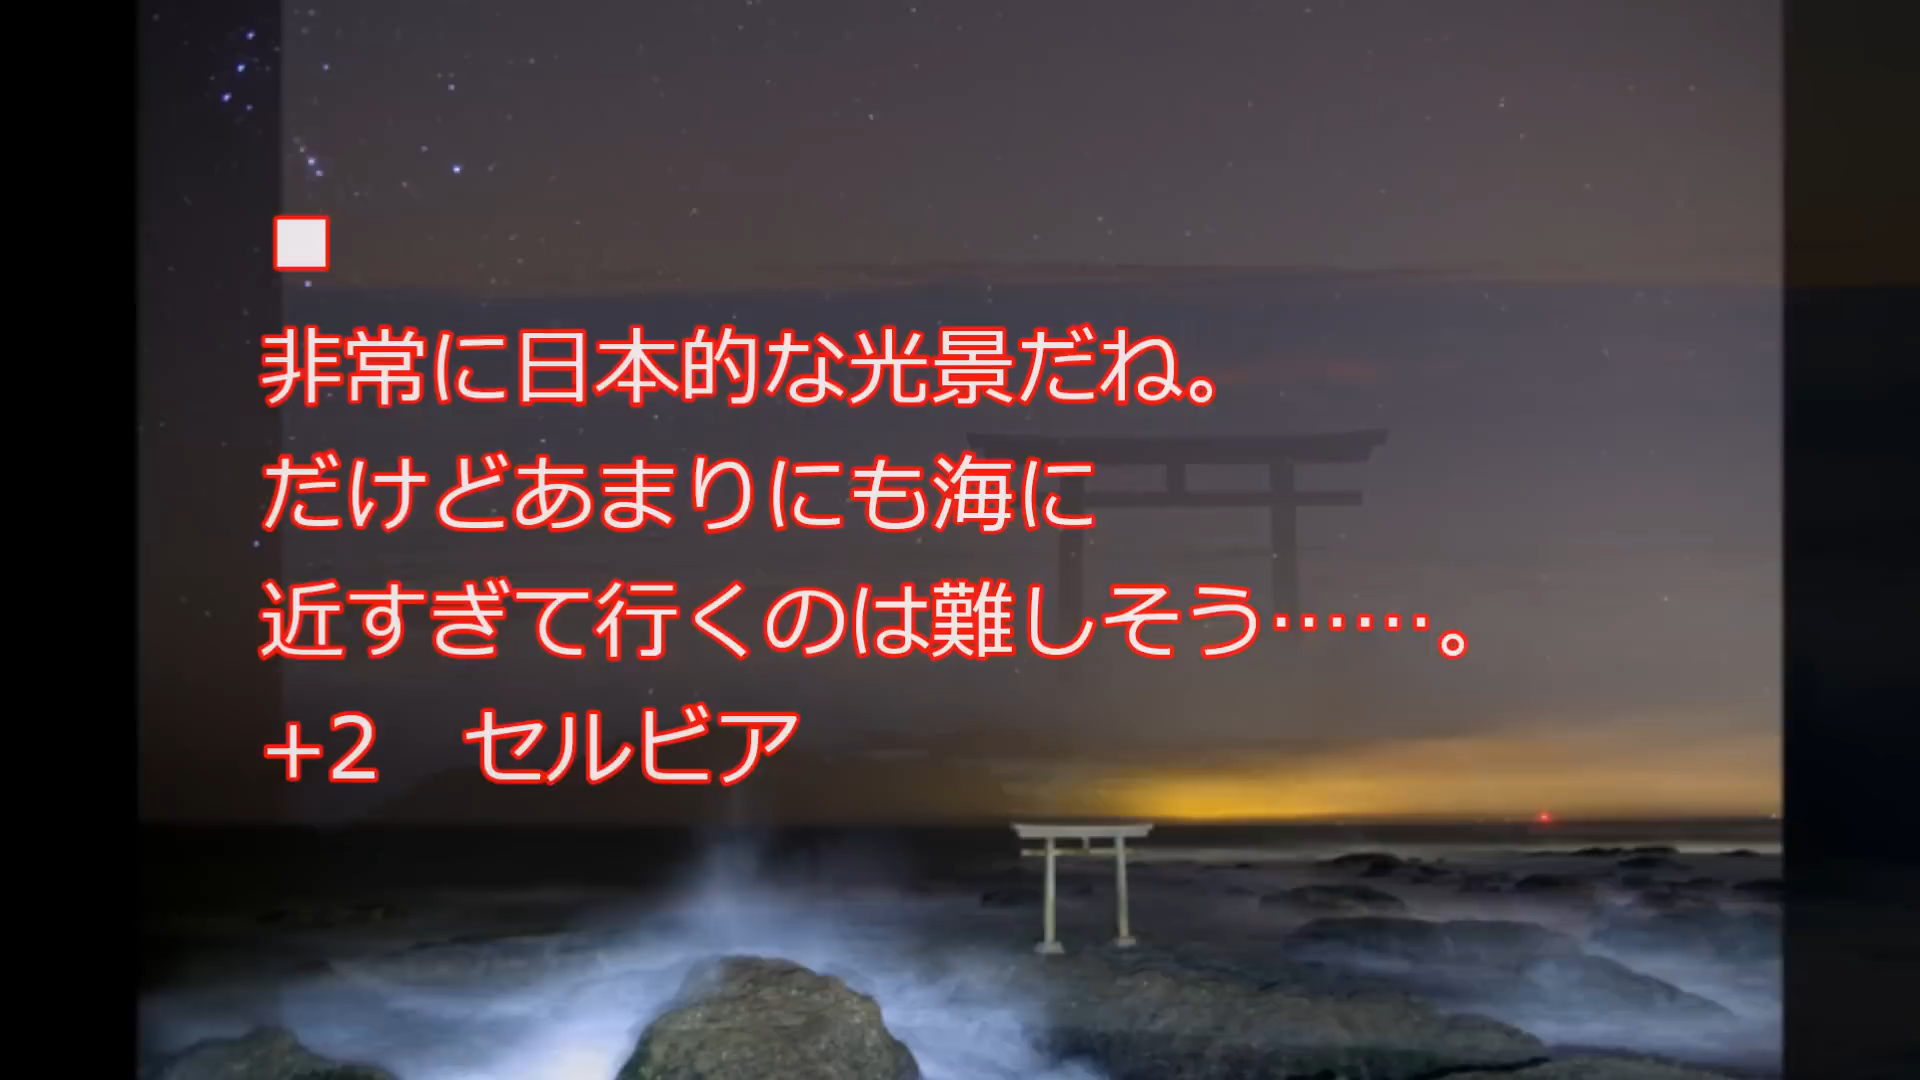 ■
非常に日本的な光景だね。
だけどあまりにも海に
近すぎて行くのは難しそう……。
+2　セルビア